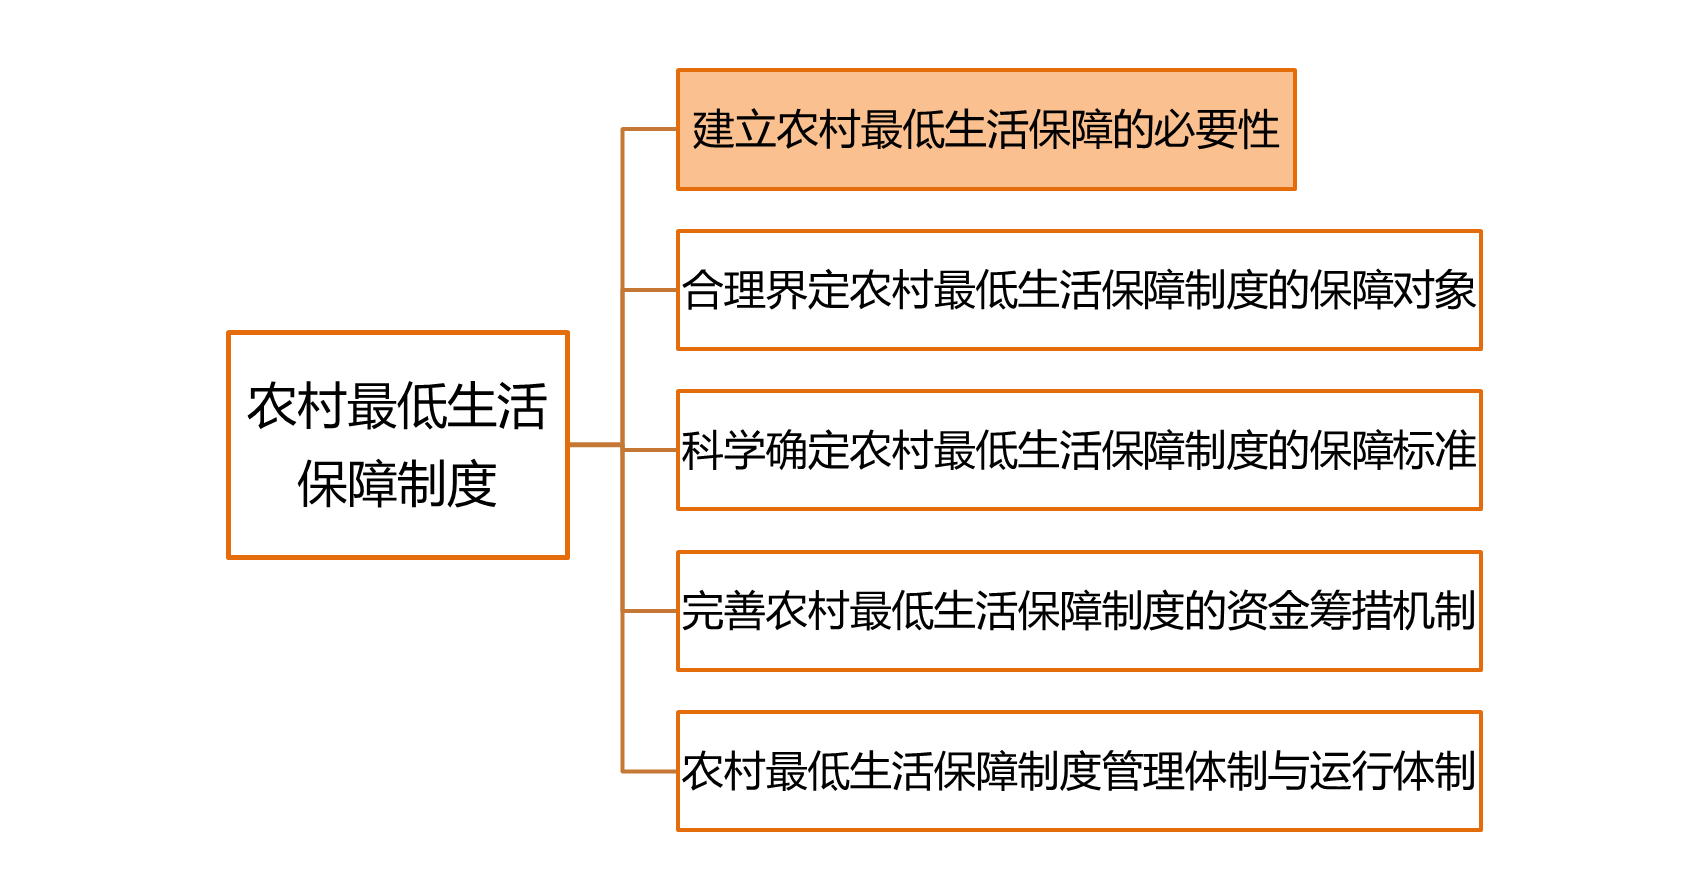 农村最低生活
保障制度
建立农村最低生活保障的必要性
合理界定农村最低生活保障制度的保障对象
科学确定农村最低生活保障制度的保障标准
完善农村最低生活保障制度的资金筹措机制
农村最低生活保障制度管理体制与运行体制